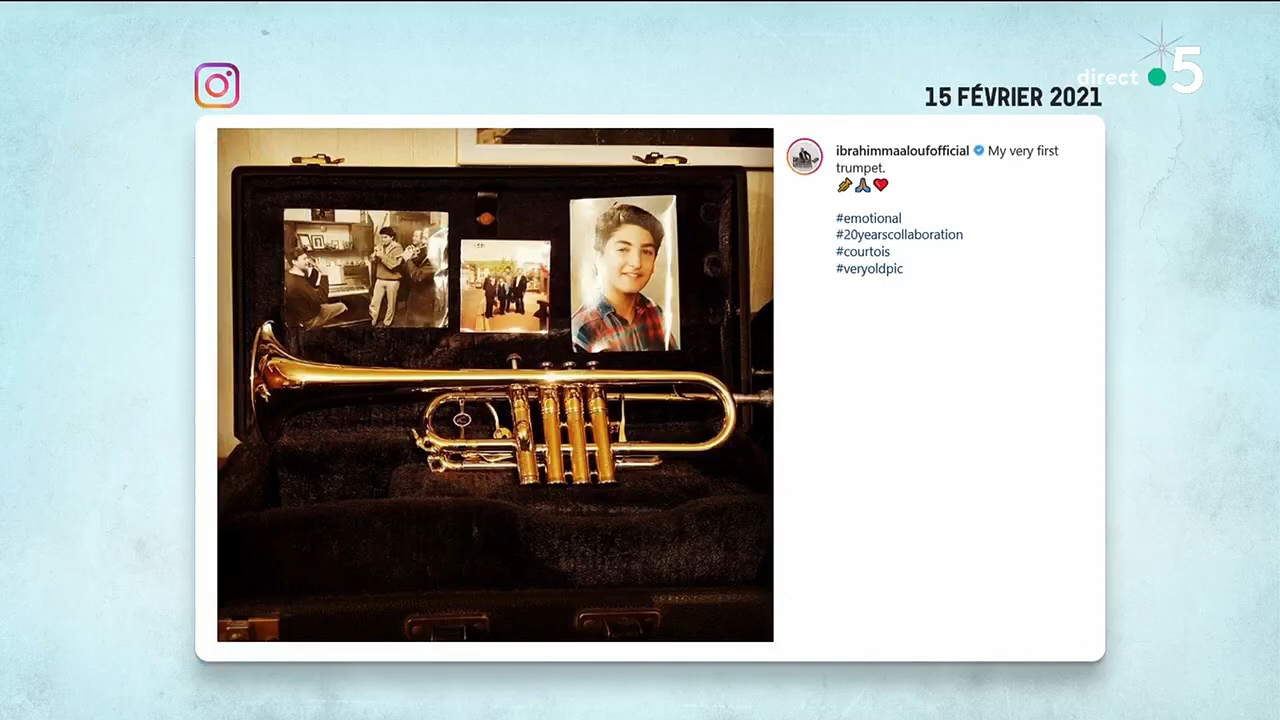 direct 5
15 FÉVRIER 2021
ibrahimmaaloufofficial My very first
trumpet.
#emotional
#20yearscollaboration
#courtois
#veryoldpic